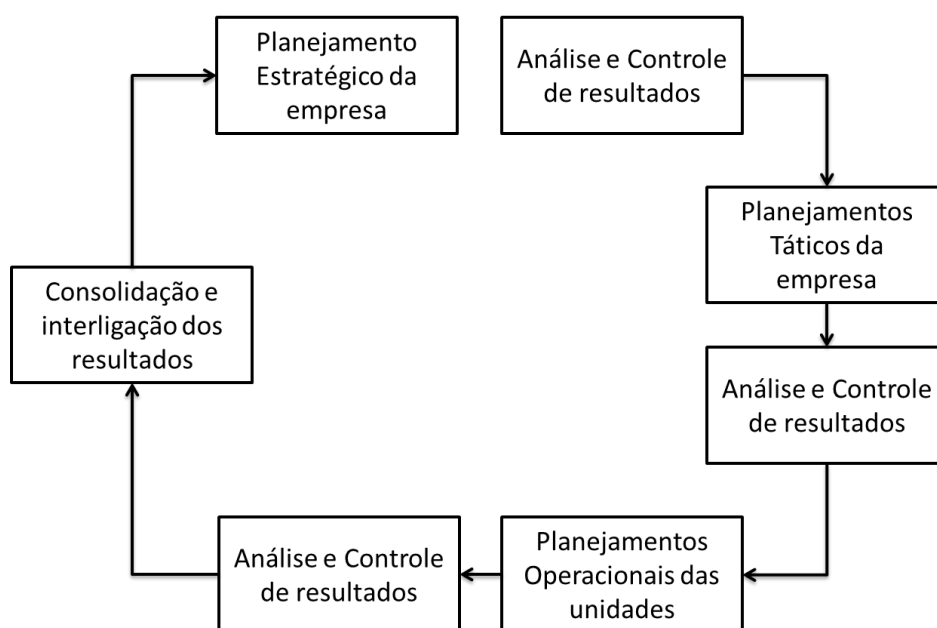 Planejamento
Estratégico da
empresa
Análise e Controle
de resultados
Planejamentos
Táticos da
empresa
Análise e Controle
de resultados
Planejamentos
Operacionais das
unidades
Análise e Controle
de resultados
Consolidação e
interligação dos
resultados